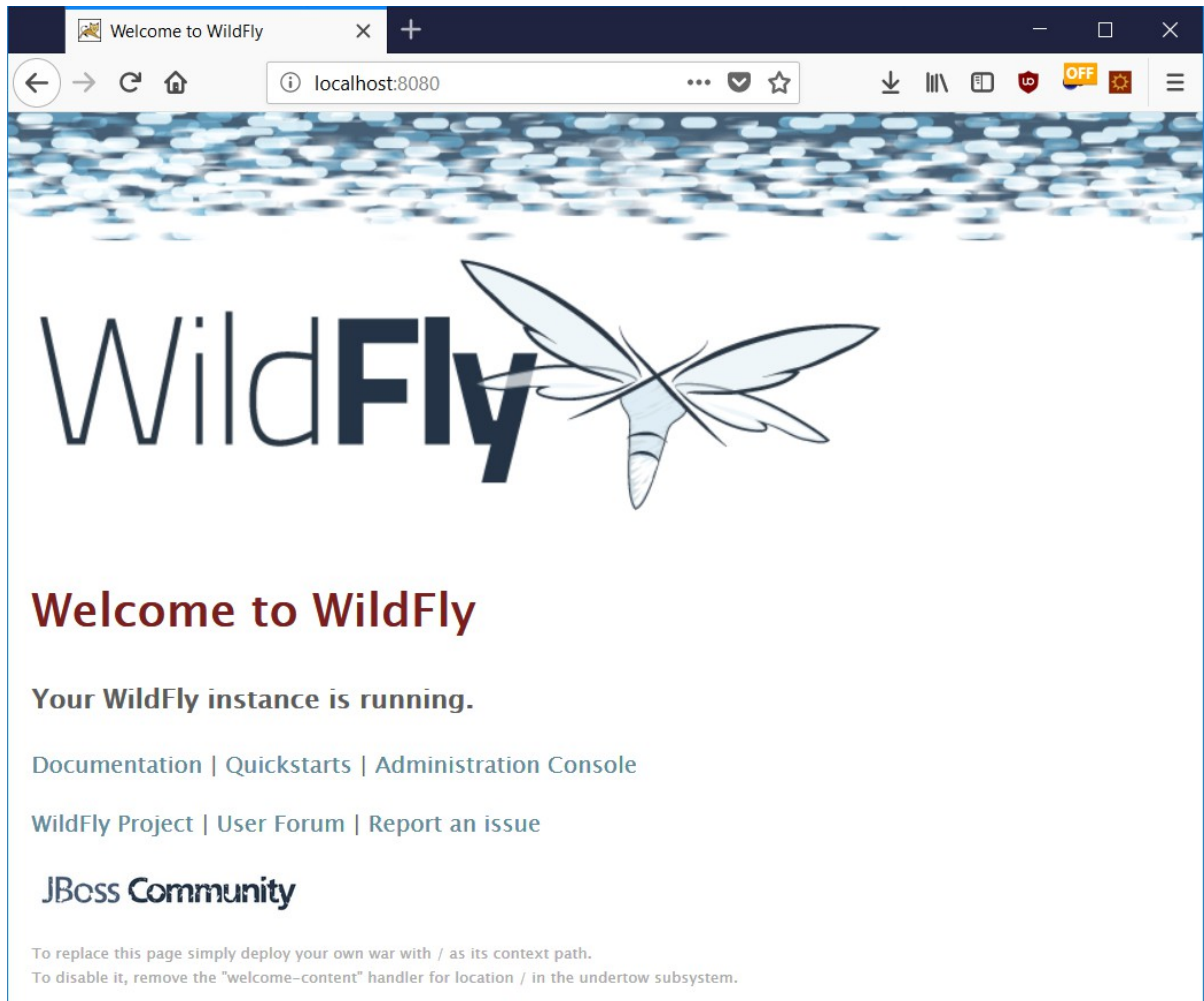 Welcome to WildFly
localhost:8080
OFF
WildFly
Welcome to WildFly
Your WildFly instance is running.
Documentation | Quickstarts | Administration Console
WildFly Project | User Forum | Report an issue
JBoss Community
To replace this page simply deploy your own war with / as its context path.
To disable it, remove the "welcome-content" handler for location / in the undertow subsystem.